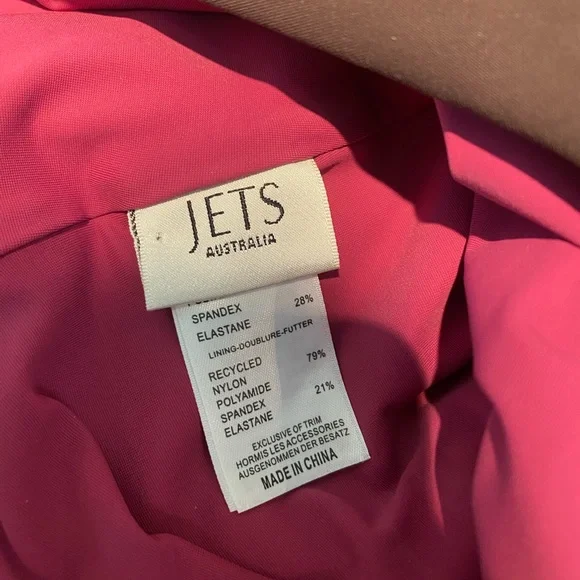 JETS
AUSTRALIA
SPANDEX 28%
ELASTANE
LINING-DOUBLURE-FUTTER
RECYCLED 79%
NYLON
POLYAMIDE
SPANDEX 21%
ELASTANE
EXCLUSIVE OF TRIM
HORMIS LES ACCESSORIES
AUSGENOMMEN DER BESATZ
MADE IN CHINA